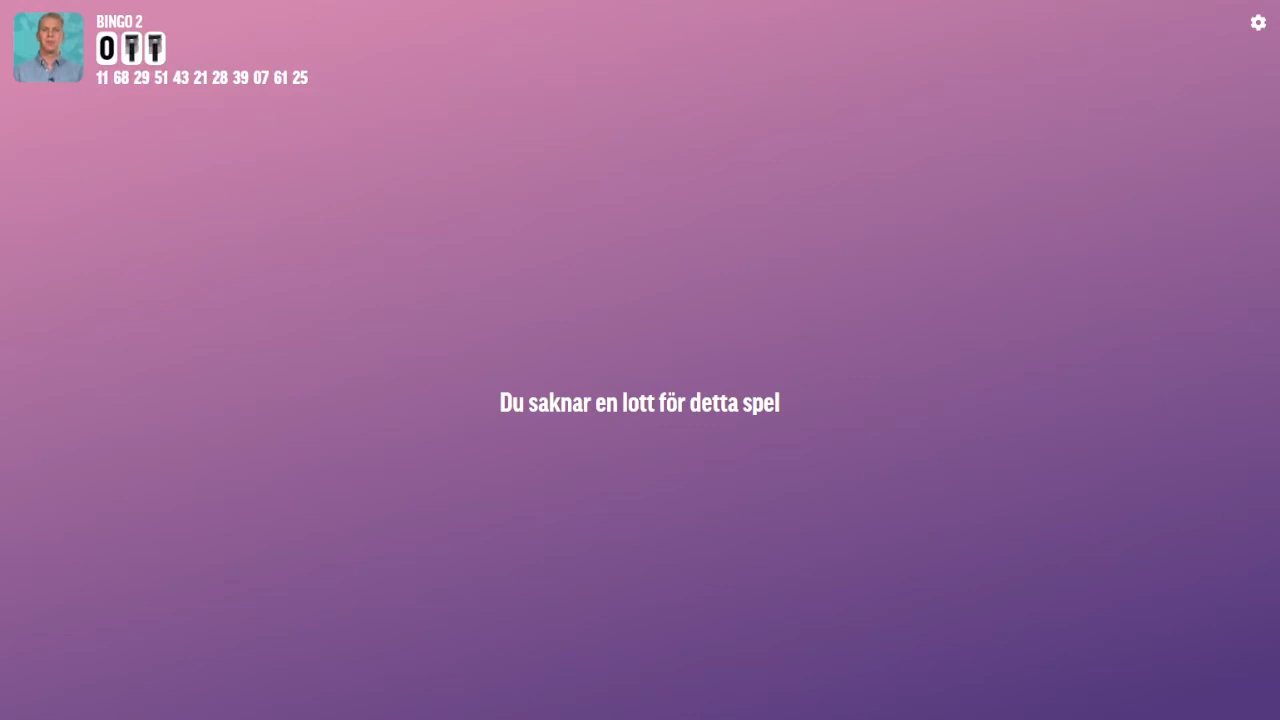 BINGO 2
11 68 29 51 43 21 28 39 07 61 25
Du saknar en lott för detta spel